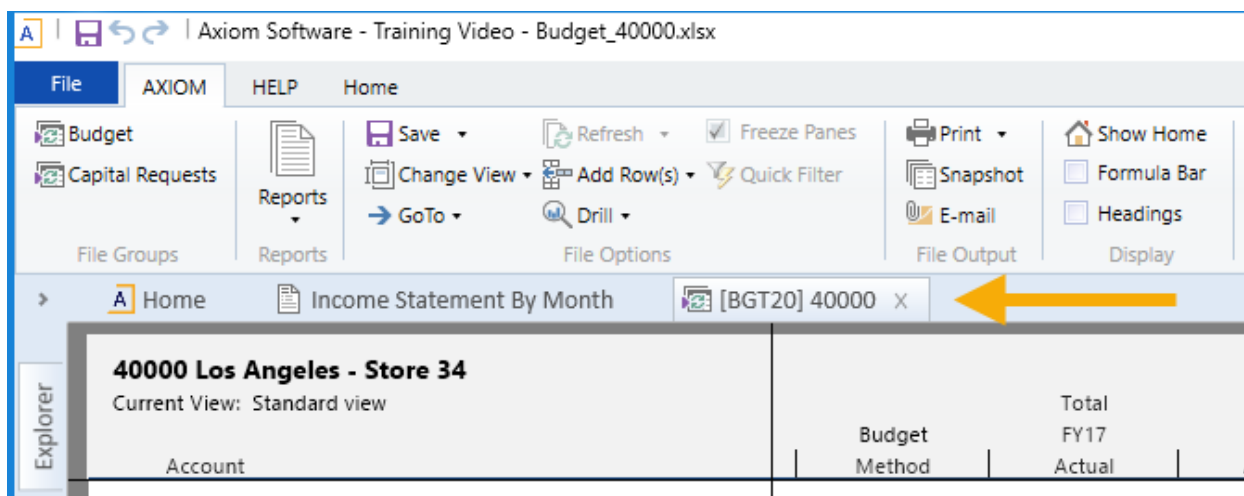 A Axiom Software - Training Video - Budget_40000.xlsx
File AXIOM HELP Home
Budget Save Refresh Freeze Panes Print Show Home
Capital Requests Reports Change View Add Row(s) Quick Filter Snapshot Formula Bar
GoTo Drill E-mail Headings
File Groups Reports File Options File Output Display
> A Home Income Statement By Month [BGT20] 40000 X
Explorer
40000 Los Angeles - Store 34
Current View: Standard view Total
Budget FY17
Account Method Actual